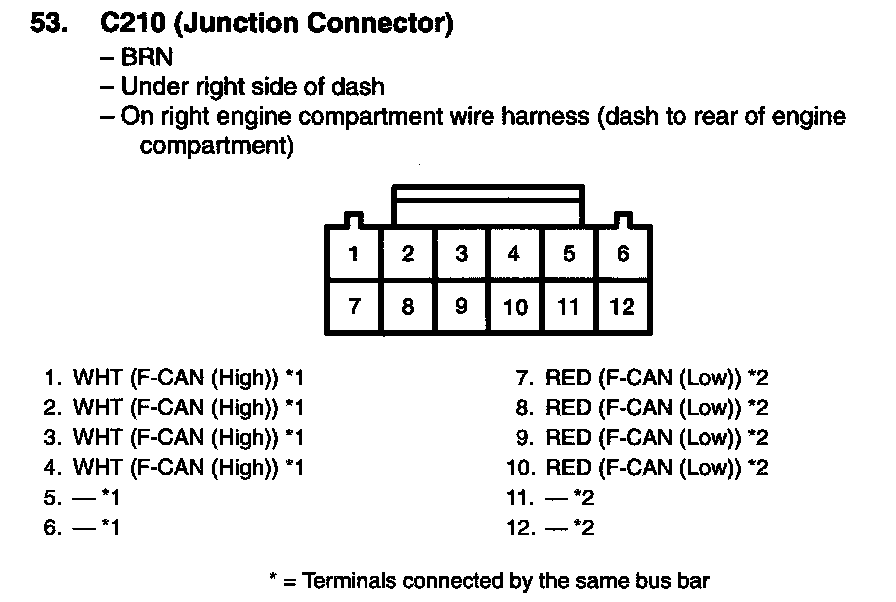 53. C210 (Junction Connector)
– BRN
– Under right side of dash
– On right engine compartment wire harness (dash to rear of engine
compartment)
1 2 3 4 5 6
7 8 9 10 11 12
1. WHT (F-CAN (High)) *1
2. WHT (F-CAN (High)) *1
3. WHT (F-CAN (High)) *1
4. WHT (F-CAN (High)) *1
5. — *1
6. — *1
7. RED (F-CAN (Low)) *2
8. RED (F-CAN (Low)) *2
9. RED (F-CAN (Low)) *2
10. RED (F-CAN (Low)) *2
11. — *2
12. — *2
* = Terminals connected by the same bus bar